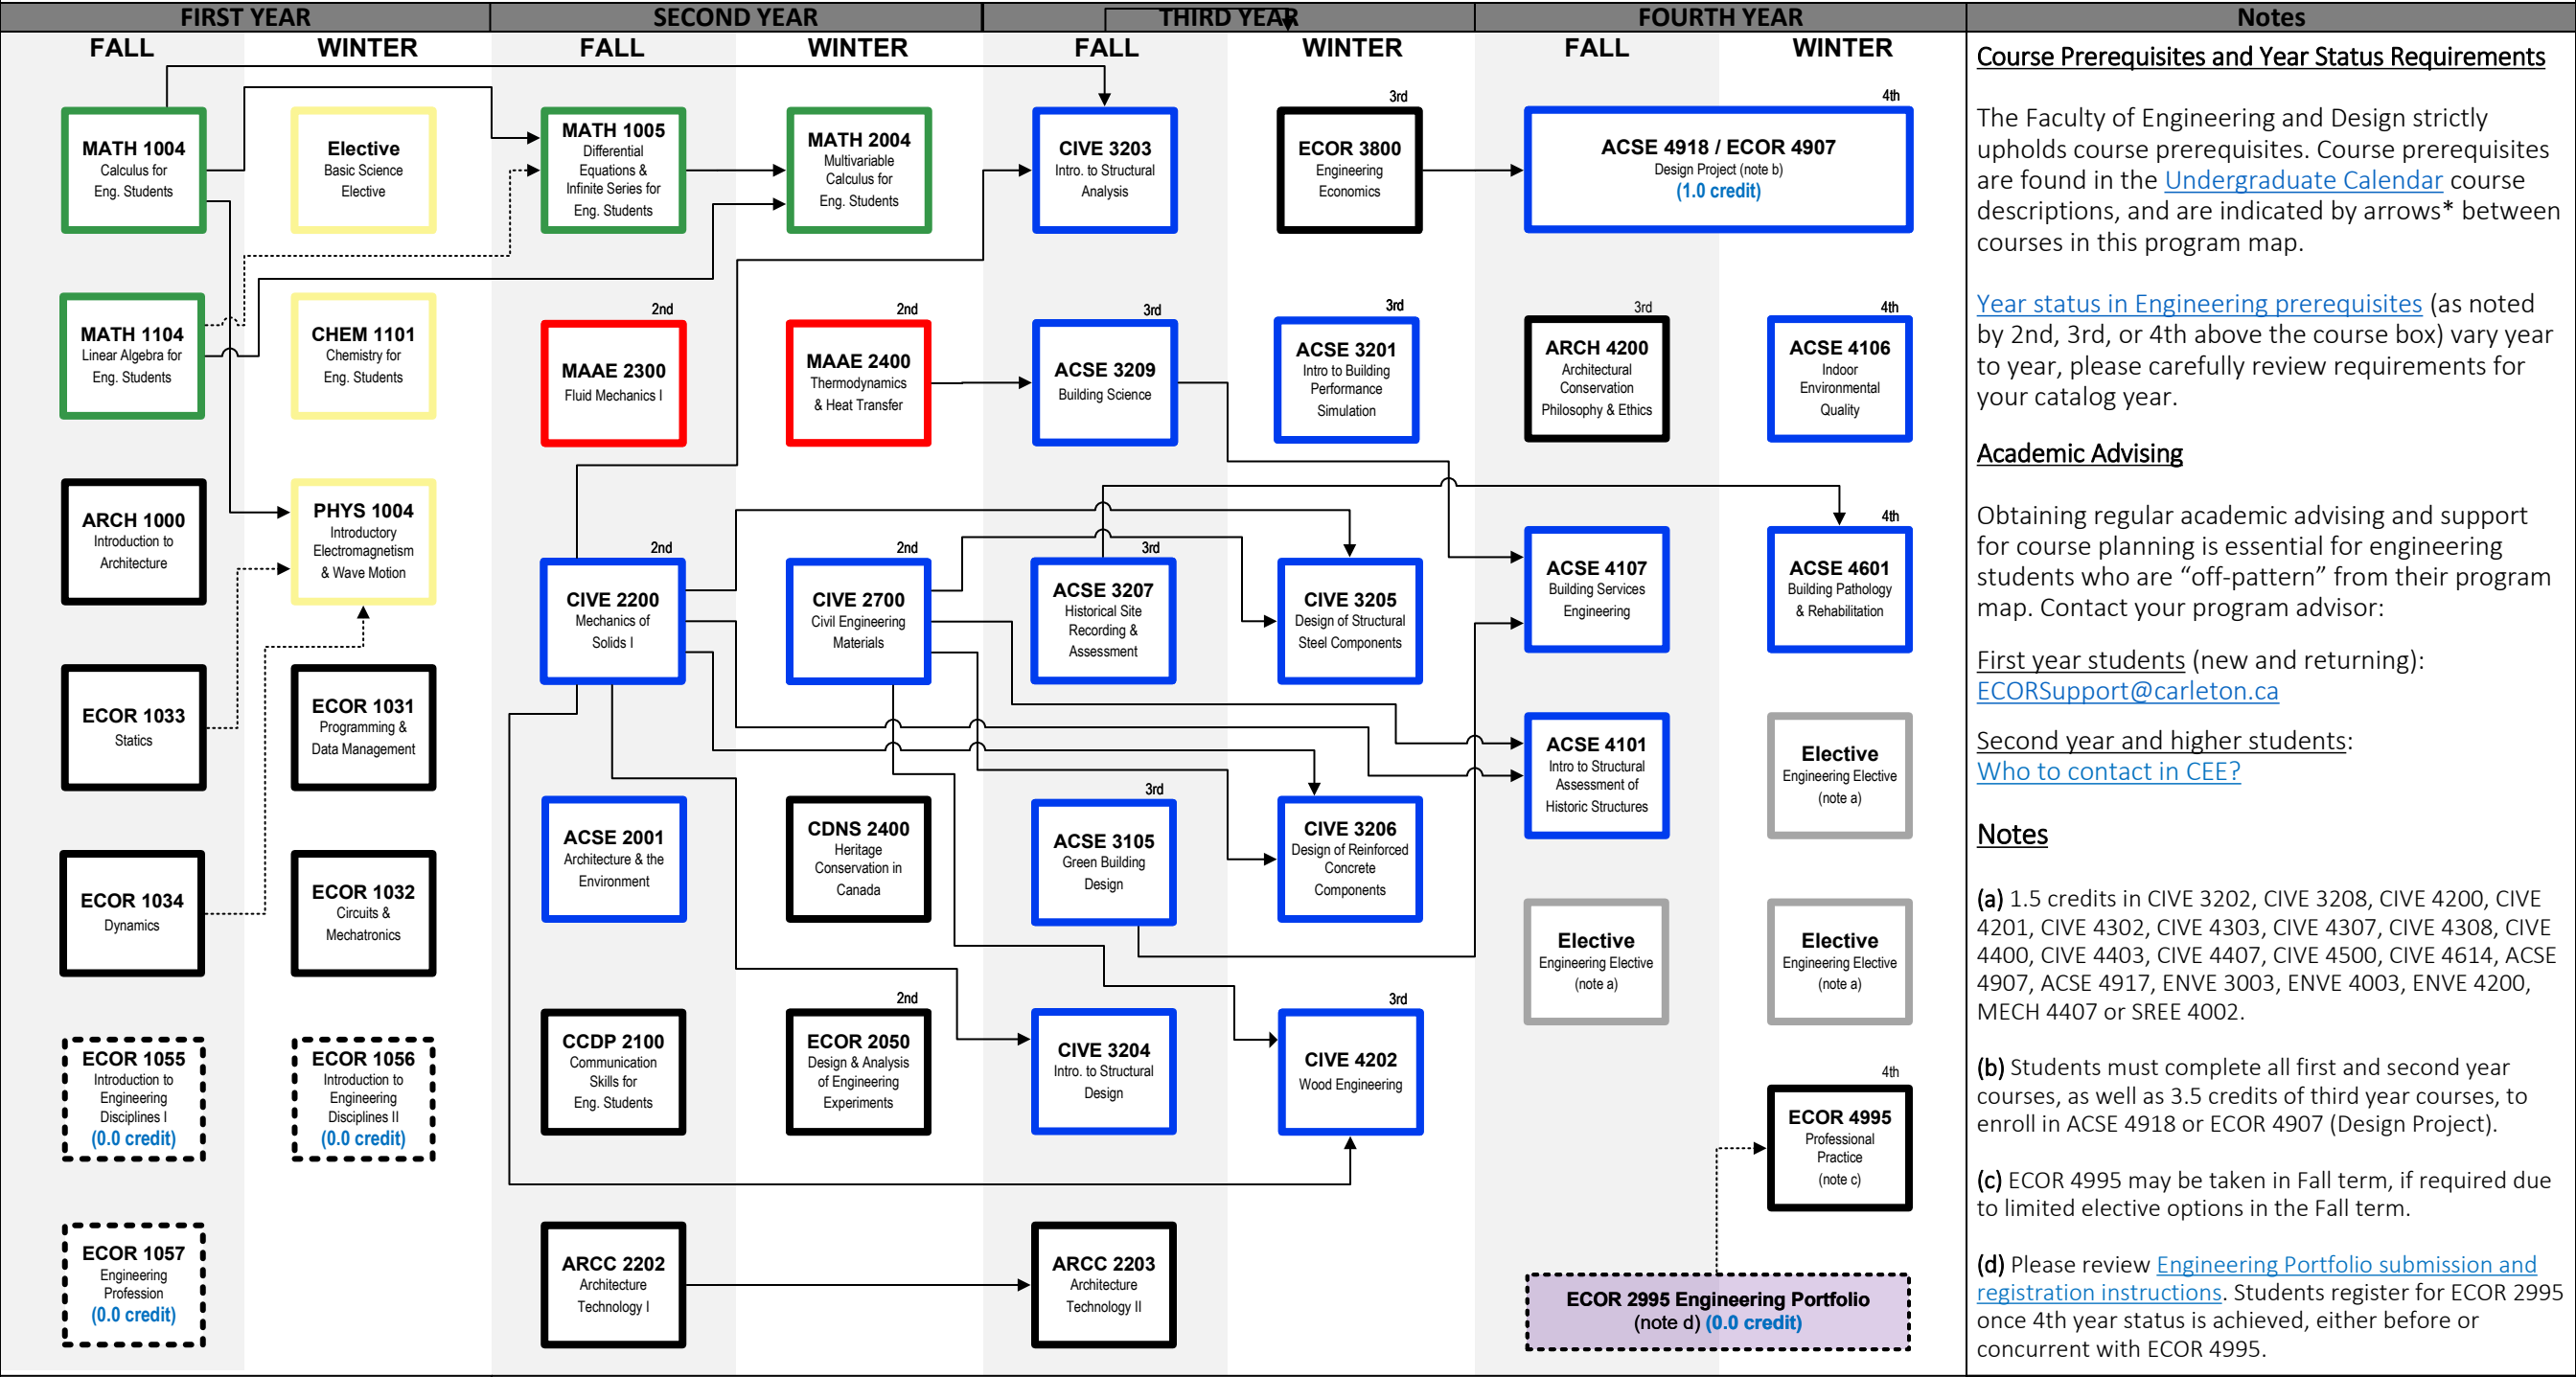 FIRST YEAR
SECOND YEAR
THIRD YEAR
FOURTH YEAR
Notes
FALL
WINTER
FALL
WINTER
FALL
WINTER
FALL
WINTER
MATH 1004
Calculus for
Eng. Students
MATH 1104
Linear Algebra for
Eng. Students
ARCH 1000
Introduction to
Architecture
ECOR 1033
Statics
ECOR 1034
Dynamics
ECOR 1055
Introduction to
Engineering
Disciplines I
(0.0 credit)
ECOR 1057
Engineering
Profession
(0.0 credit)
Elective
Basic Science
Elective
CHEM 1101
Chemistry for
Eng. Students
PHYS 1004
Introductory
Electromagnetism
& Wave Motion
ECOR 1031
Programming &
Data Management
ECOR 1032
Circuits &
Mechatronics
ECOR 1056
Introduction to
Engineering
Disciplines II
(0.0 credit)
MATH 1005
Differential
Equations &
Infinite Series for
Eng. Students
2nd
MAAE 2300
Fluid Mechanics I
2nd
CIVE 2200
Mechanics of
Solids I
ACSE 2001
Architecture & the
Environment
CCDP 2100
Communication
Skills for
Eng. Students
ARCC 2202
Architecture
Technology I
MATH 2004
Multivariable
Calculus for
Eng. Students
2nd
MAAE 2400
Thermodynamics
& Heat Transfer
2nd
CIVE 2700
Civil Engineering
Materials
CDNS 2400
Heritage
Conservation in
Canada
2nd
ECOR 2050
Design & Analysis
of Engineering
Experiments
CIVE 3203
Intro. to Structural
Analysis
3rd
ACSE 3209
Building Science
3rd
ACSE 3207
Historical Site
Recording &
Assessment
3rd
ACSE 3105
Green Building
Design
CIVE 3204
Intro. to Structural
Design
ARCC 2203
Architecture
Technology II
3rd
ECOR 3800
Engineering
Economics
3rd
ACSE 3201
Intro to Building
Performance
Simulation
CIVE 3205
Design of Structural
Steel Components
CIVE 3206
Design of Reinforced
Concrete
Components
3rd
CIVE 4202
Wood Engineering
4th
ACSE 4918 / ECOR 4907
Design Project (note b)
(1.0 credit)
3rd
ARCH 4200
Architectural
Conservation
Philosophy & Ethics
ACSE 4107
Building Services
Engineering
ACSE 4101
Intro to Structural
Assessment of
Historic Structures
Elective
Engineering Elective
(note a)
4th
ACSE 4106
Indoor
Environmental
Quality
4th
ACSE 4601
Building Pathology
& Rehabilitation
Elective
Engineering Elective
(note a)
Elective
Engineering Elective
(note a)
4th
ECOR 4995
Professional
Practice
(note c)
ECOR 2995 Engineering Portfolio
(note d) (0.0 credit)
Course Prerequisites and Year Status Requirements
The Faculty of Engineering and Design strictly
upholds course prerequisites. Course prerequisites
are found in the Undergraduate Calendar course
descriptions, and are indicated by arrows* between
courses in this program map.
Year status in Engineering prerequisites (as noted
by 2nd, 3rd, or 4th above the course box) vary year
to year, please carefully review requirements for
your catalog year.
Academic Advising
Obtaining regular academic advising and support
for course planning is essential for engineering
students who are “off-pattern” from their program
map. Contact your program advisor:
First year students (new and returning):
ECORSupport@carleton.ca
Second year and higher students:
Who to contact in CEE?
Notes
(a) 1.5 credits in CIVE 3202, CIVE 3208, CIVE 4200, CIVE
4201, CIVE 4302, CIVE 4303, CIVE 4307, CIVE 4308, CIVE
4400, CIVE 4403, CIVE 4407, CIVE 4500, CIVE 4614, ACSE
4907, ACSE 4917, ENVE 3003, ENVE 4003, ENVE 4200,
MECH 4407 or SREE 4002.
(b) Students must complete all first and second year
courses, as well as 3.5 credits of third year courses, to
enroll in ACSE 4918 or ECOR 4907 (Design Project).
(c) ECOR 4995 may be taken in Fall term, if required due
to limited elective options in the Fall term.
(d) Please review Engineering Portfolio submission and
registration instructions. Students register for ECOR 2995
once 4th year status is achieved, either before or
concurrent with ECOR 4995.